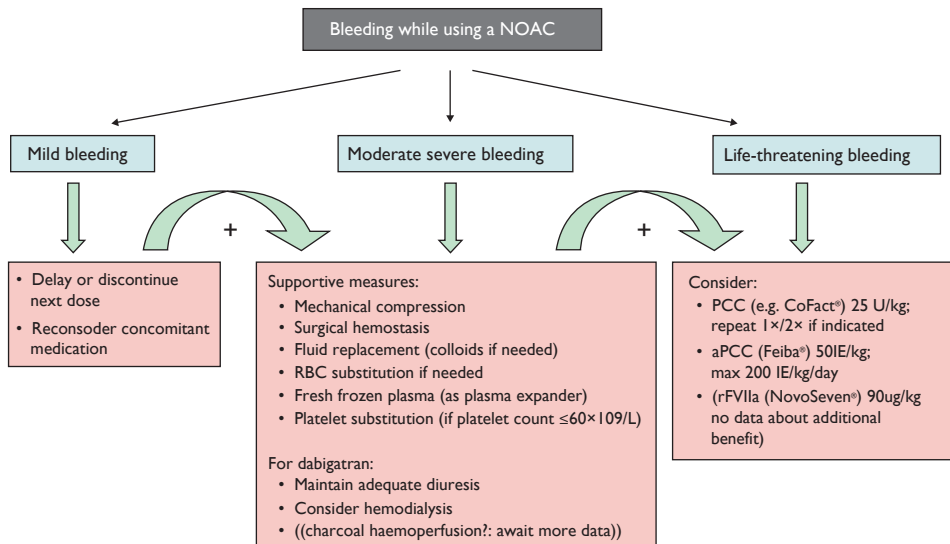 Bleeding while using a NOAC
Mild bleeding
Moderate severe bleeding
Life-threatening bleeding
+
+
• Delay or discontinue
next dose
• Reconsoder concomitant
medication
Supportive measures:
• Mechanical compression
• Surgical hemostasis
• Fluid replacement (colloids if needed)
• RBC substitution if needed
• Fresh frozen plasma (as plasma expander)
• Platelet substitution (if platelet count ≤60×109/L)
For dabigatran:
• Maintain adequate diuresis
• Consider hemodialysis
• ((charcoal haemoperfusion?: await more data))
Consider:
• PCC (e.g. CoFact®) 25 U/kg;
repeat 1×/2× if indicated
• aPCC (Feiba®) 50IE/kg;
max 200 IE/kg/day
• (rFVIIa (NovoSeven®) 90ug/kg
no data about additional
benefit)